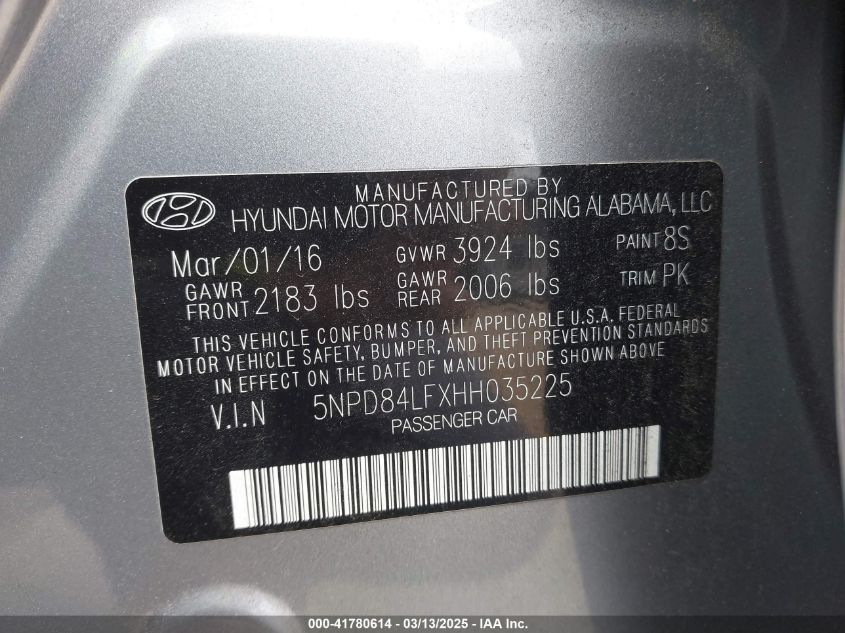 MANUFACTURED BY
HYUNDAI MOTOR MANUFACTURING ALABAMA, LLC
Mar/01/16 GVWR 3924 lbs PAINT 8S
GAWR FRONT 2183 lbs GAWR REAR 2006 lbs TRIM PK
THIS VEHICLE CONFORMS TO ALL APPLICABLE U.S.A. FEDERAL
MOTOR VEHICLE SAFETY, BUMPER, AND THEFT PREVENTION STANDARDS
IN EFFECT ON THE DATE OF MANUFACTURE SHOWN ABOVE.
V.I.N 5NPD84LFXHH035225
PASSENGER CAR
000-41780614 - 03/13/2025 - IAA Inc.